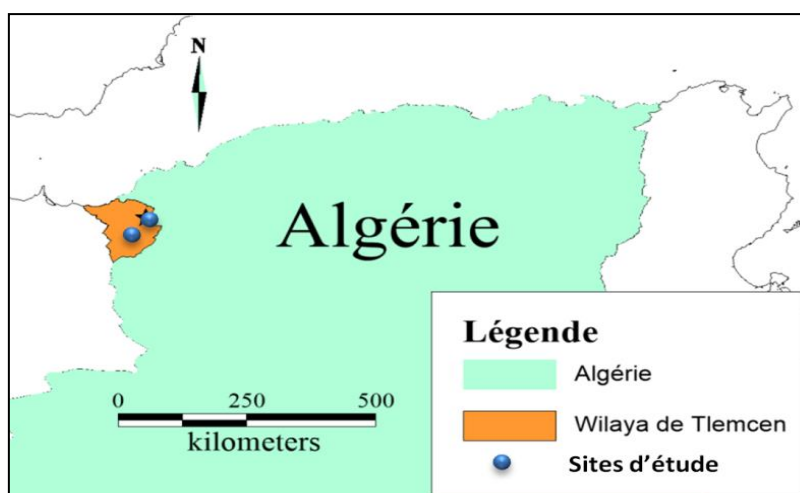 N
Algérie
Légende
Algérie
Wilaya de Tlemcen
Sites d'étude
0 250 500
kilometers